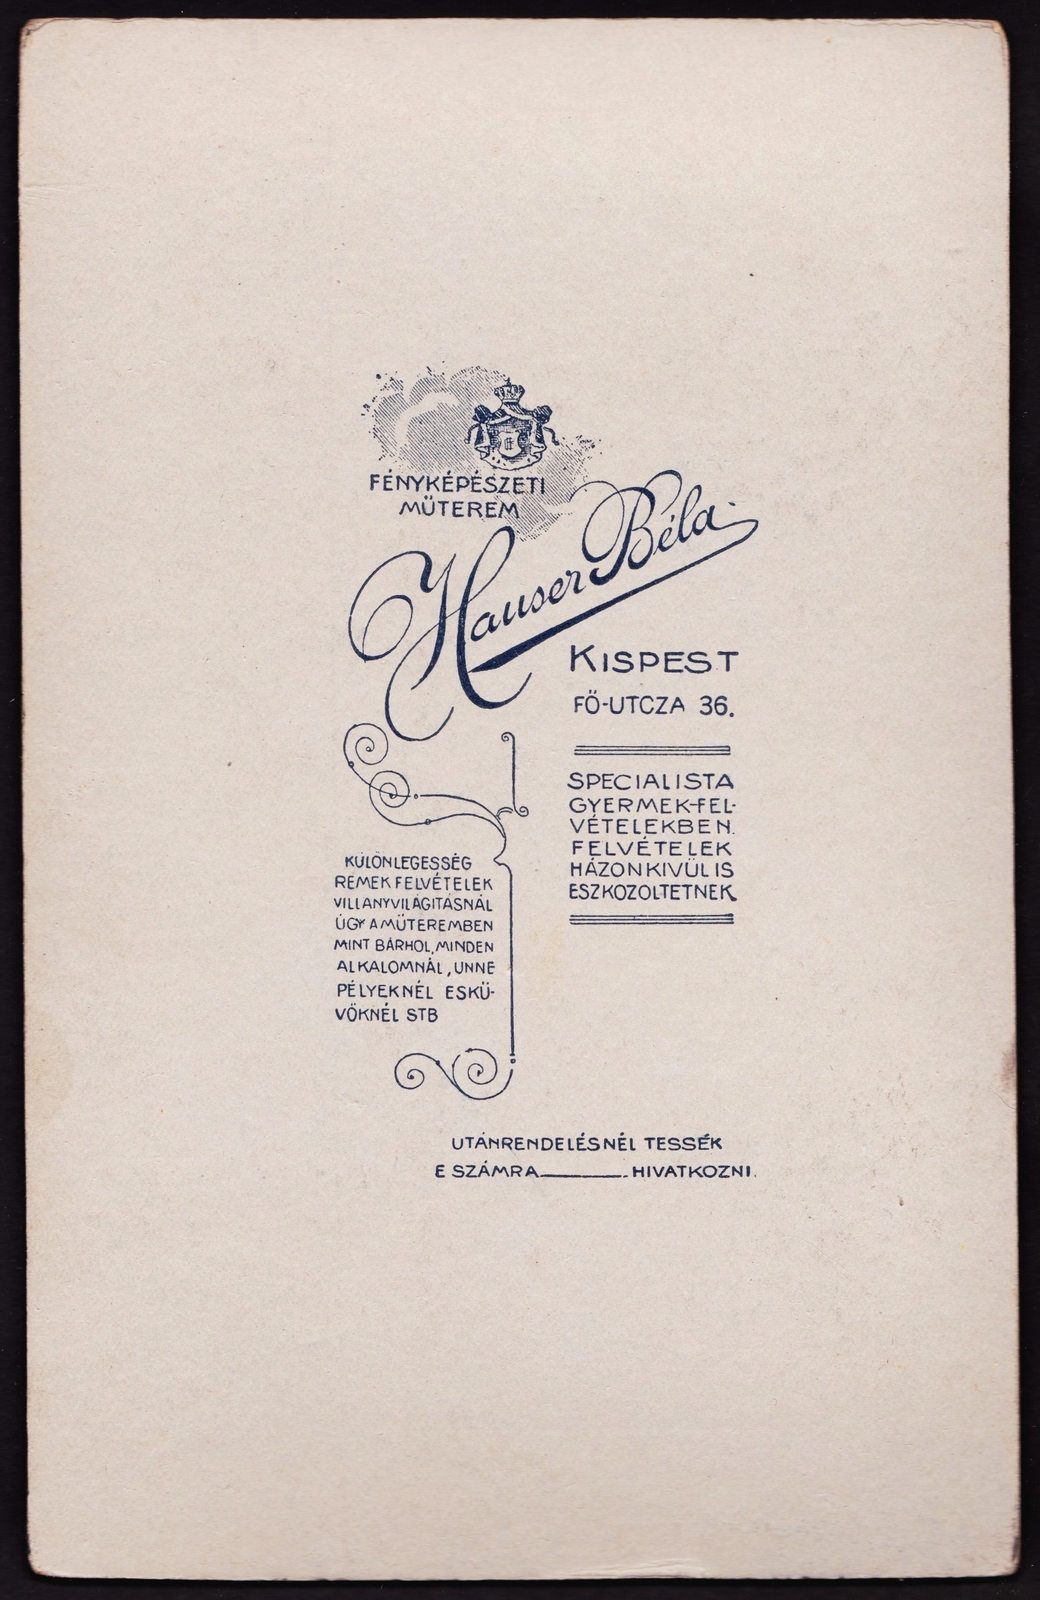 FÉNYKÉPÉSZETI
MŰTEREM
Hauser Béla
KISPEST
FŐ-UTCZA 36.
SPECIALISTA
GYERMEK-FEL-
VÉTELEKBEN.
FELVÉTELEK
HÁZONKIVÜL IS
ESZKOZOLTETNEK
KÜLÖNLEGESSÉG
REMEK FELVÉTELEK
VILLANYVILÁGITÁSNÁL
ÚGY A MŰTEREMBEN
MINT BÁRHOL, MINDEN
ALKALOMNÁL, UNNE
PÉLYEKNÉL ESKÜ-
VŐKNÉL STB
UTÁNRENDELÉSNÉL TESSÉK
E SZÁMRA________. HIVATKOZNI.